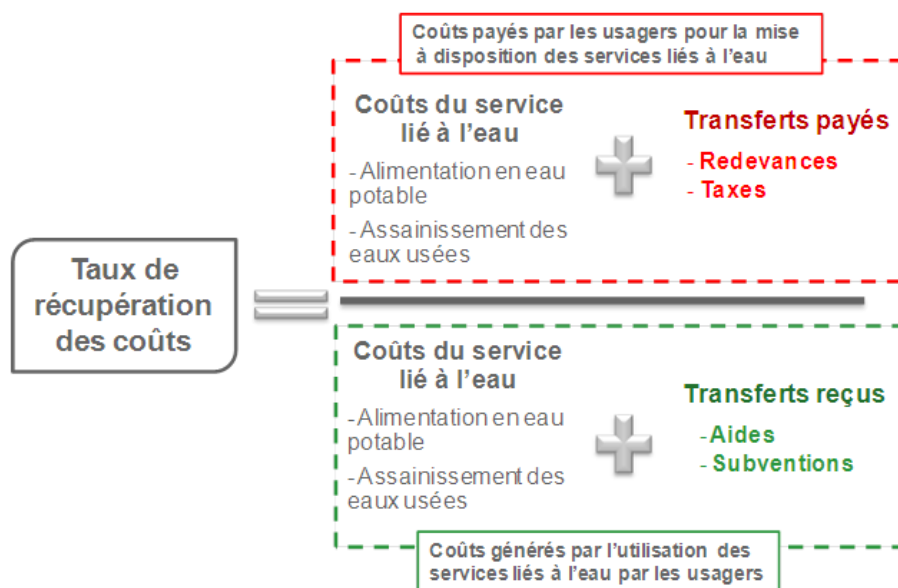 Coûts payés par les usagers pour la mise
à disposition des services liés à l'eau
Coûts du service
lié à l'eau
- Alimentation en eau
potable
- Assainissement des
eaux usées
Transferts payés
- Redevances
- Taxes
Taux de
récupération
des coûts
Coûts du service
lié à l'eau
- Alimentation en eau
potable
- Assainissement des
eaux usées
Transferts reçus
- Aides
- Subventions
Coûts générés par l'utilisation des
services liés à l'eau par les usagers